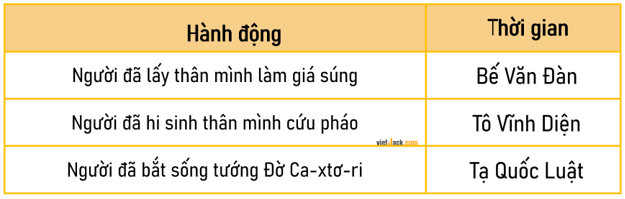 Hành động
Thời gian
Người đã lấy thân mình làm giá súng
Bế Văn Đàn
Người đã hi sinh thân mình cứu pháo
Tô Vĩnh Diện
vietJack.com
Người đã bắt sống tướng Đờ Ca-xtơ-ri
Tạ Quốc Luật